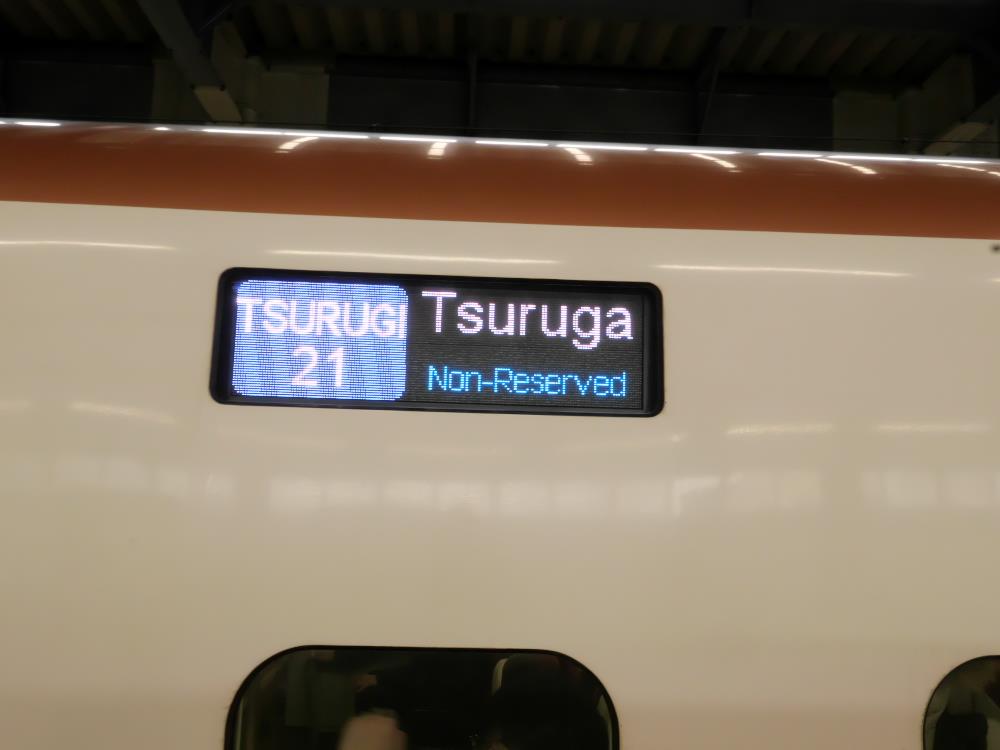 TSURUGI
21
Tsuruga
Non-Reserved